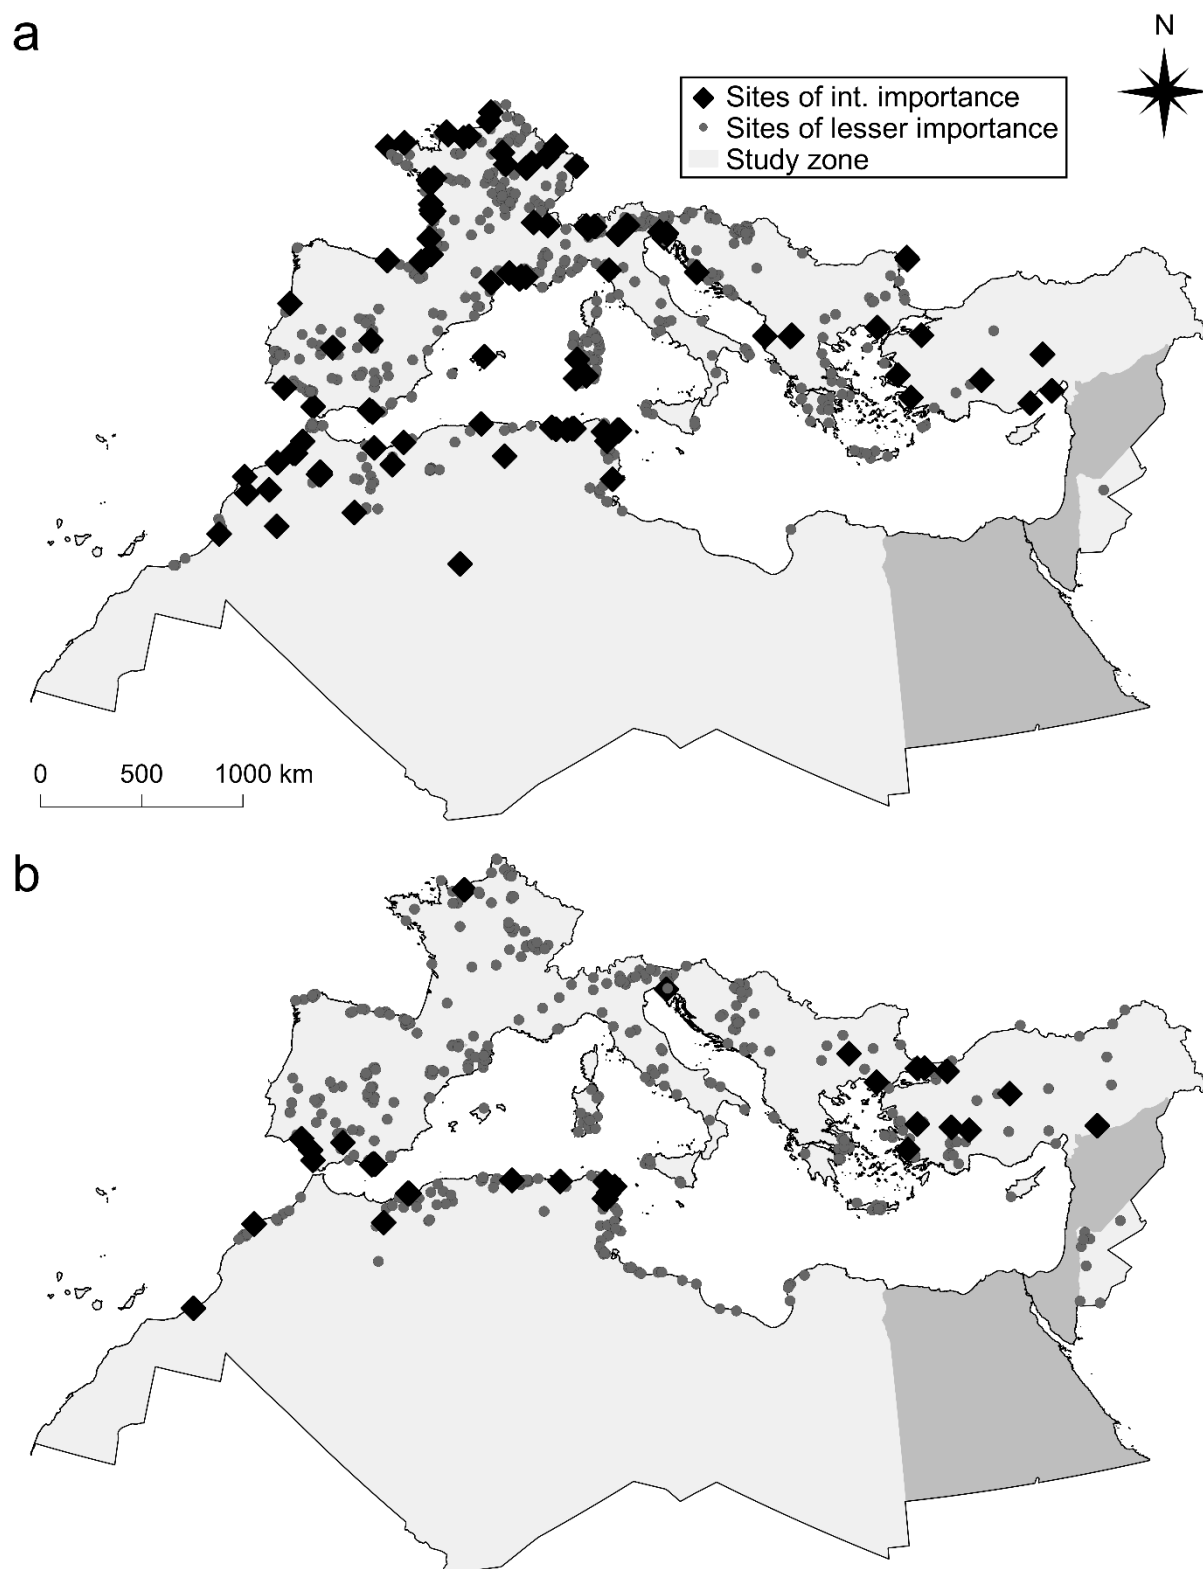 a
N
Sites of int. importance
Sites of lesser importance
Study zone
0 500 1000 km
b